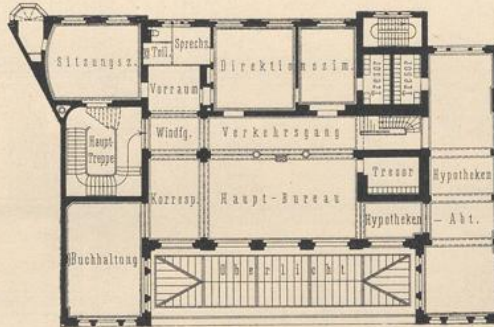 Sitzungsz.
Toil.
Sprechz.
Direktionszim.
Vorraum
Haupt-
Treppe
Windfg.
Verkehrsgang
Tresor
Korresp.
Haupt-Bureau
Hypotheken
Hypotheken
-Abt.
Buchhaltung
Oberlicht